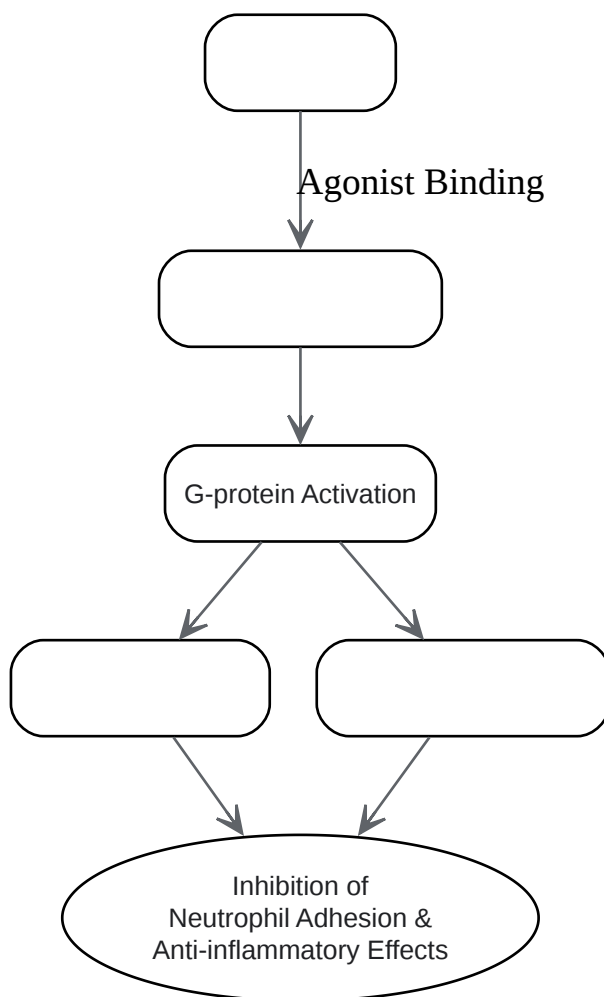 Agonist Binding
G-protein Activation
Inhibition of
Neutrophil Adhesion &
Anti-inflammatory Effects